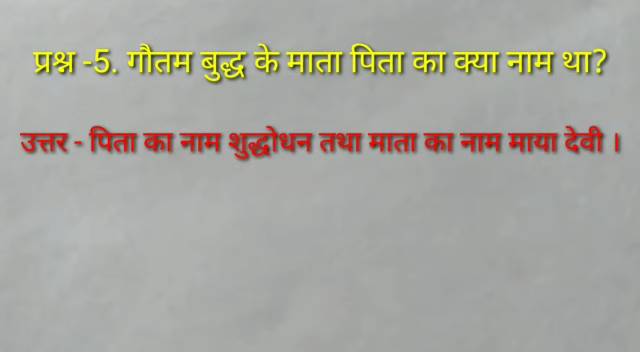 प्रश्न -5. गौतम बुद्ध के माता पिता का क्या नाम था?
उत्तर - पिता का नाम शुद्धोधन तथा माता का नाम माया देवी ।